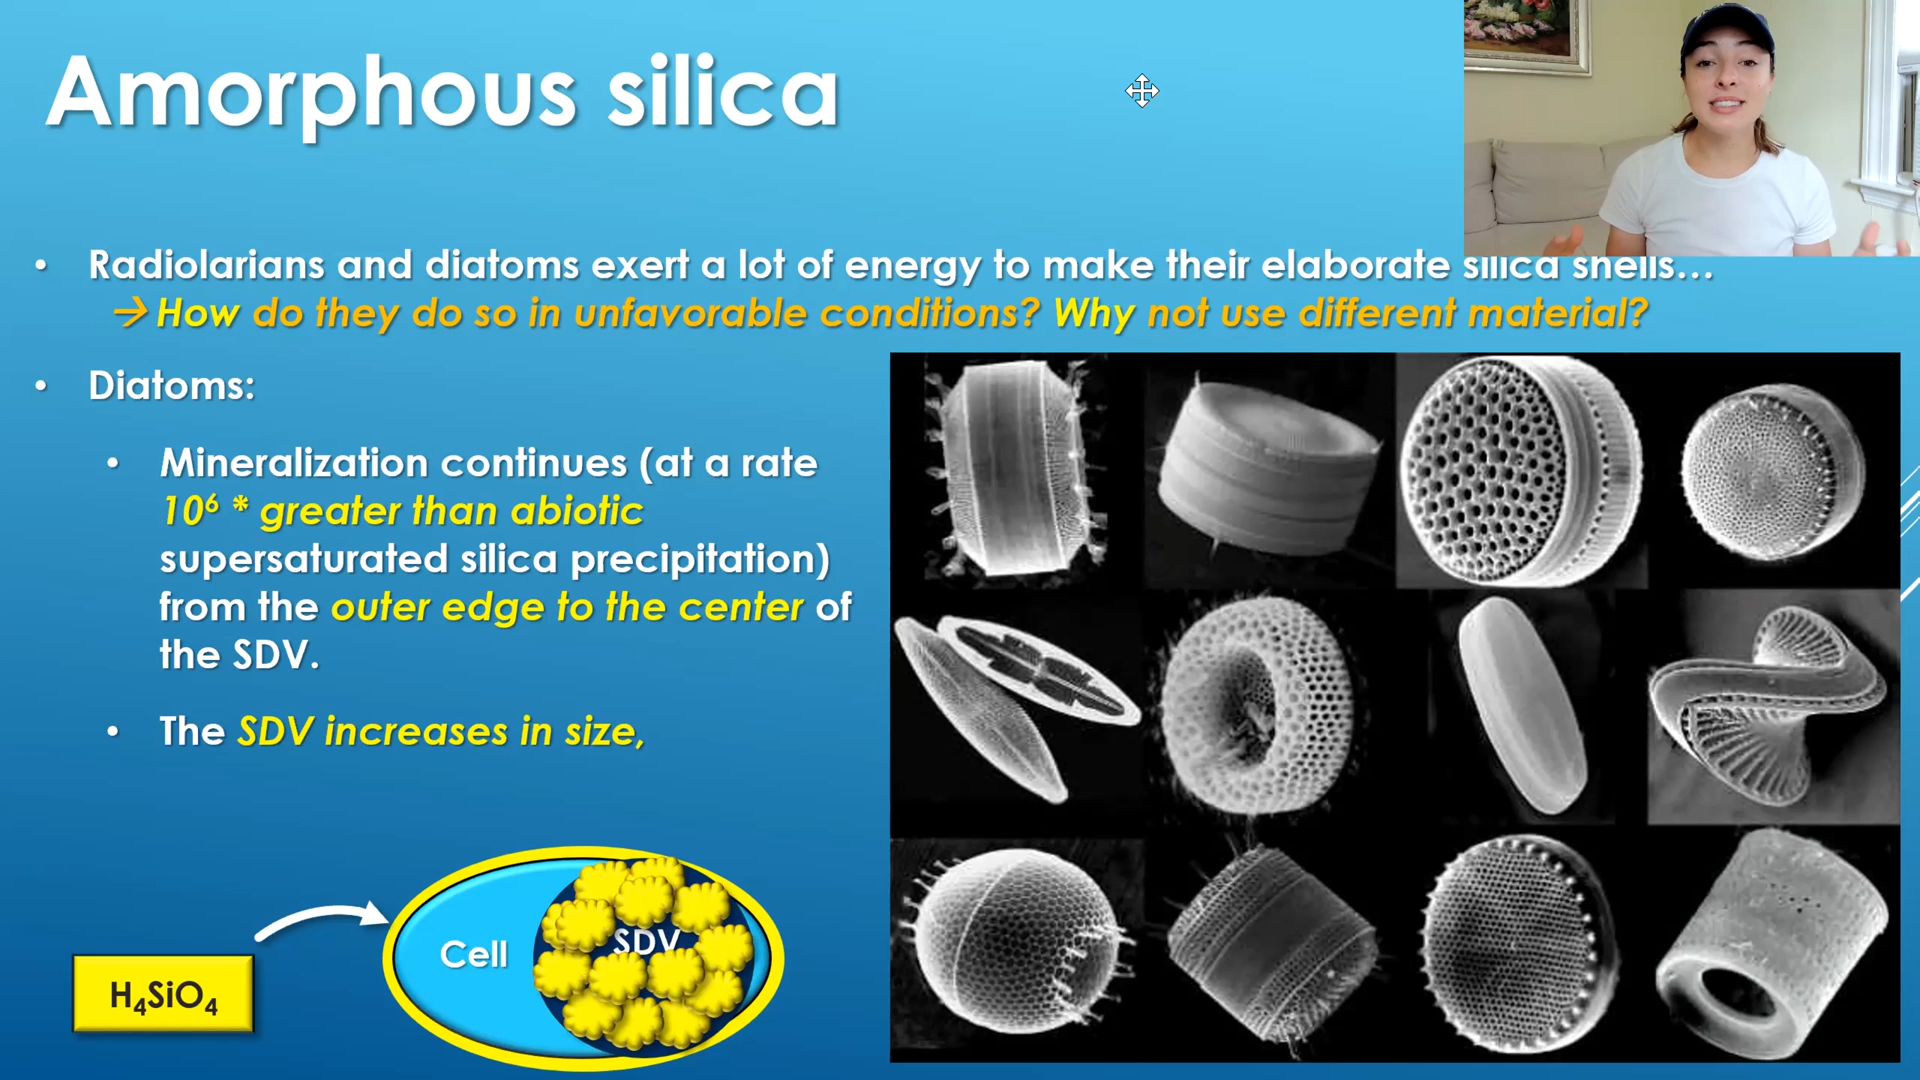 Amorphous silica
• Radiolarians and diatoms exert a lot of energy to make their elaborate silica shells...
→ How do they do so in unfavorable conditions? Why not use different material?
• Diatoms:
• Mineralization continues (at a rate
10⁶ * greater than abiotic
supersaturated silica precipitation)
from the outer edge to the center of
the SDV.
• The SDV increases in size,
Cell
SDV
H₄SiO₄